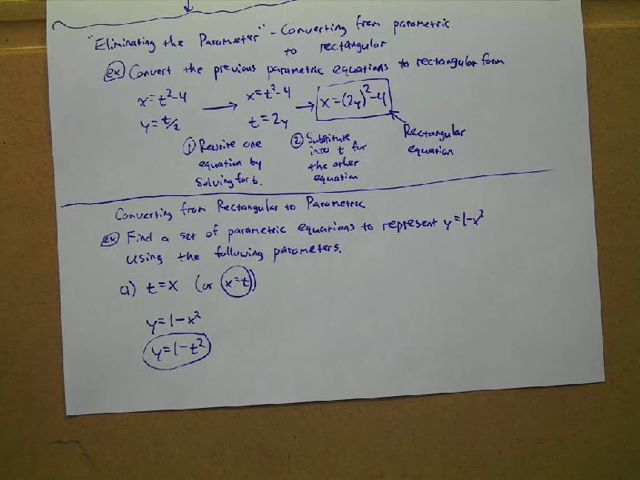 "Eliminating the Parameter" - Converting from parametric
to rectangular
ex Convert the previous parametric equations to rectangular form
x=t²-4 → x=t²-4 → x=(2y)²-4
y=t/2 t=2y
Rectangular
equation
① Rewrite one
equation by
Solving for t.
② Substitute
into t for
the other
equation
Converting from Rectangular to Parametric
ex Find a set of parametric equations to represent y=1-x²
using the following parameters.
a) t=x (or x=t)
y=1-x²
y=1-t²